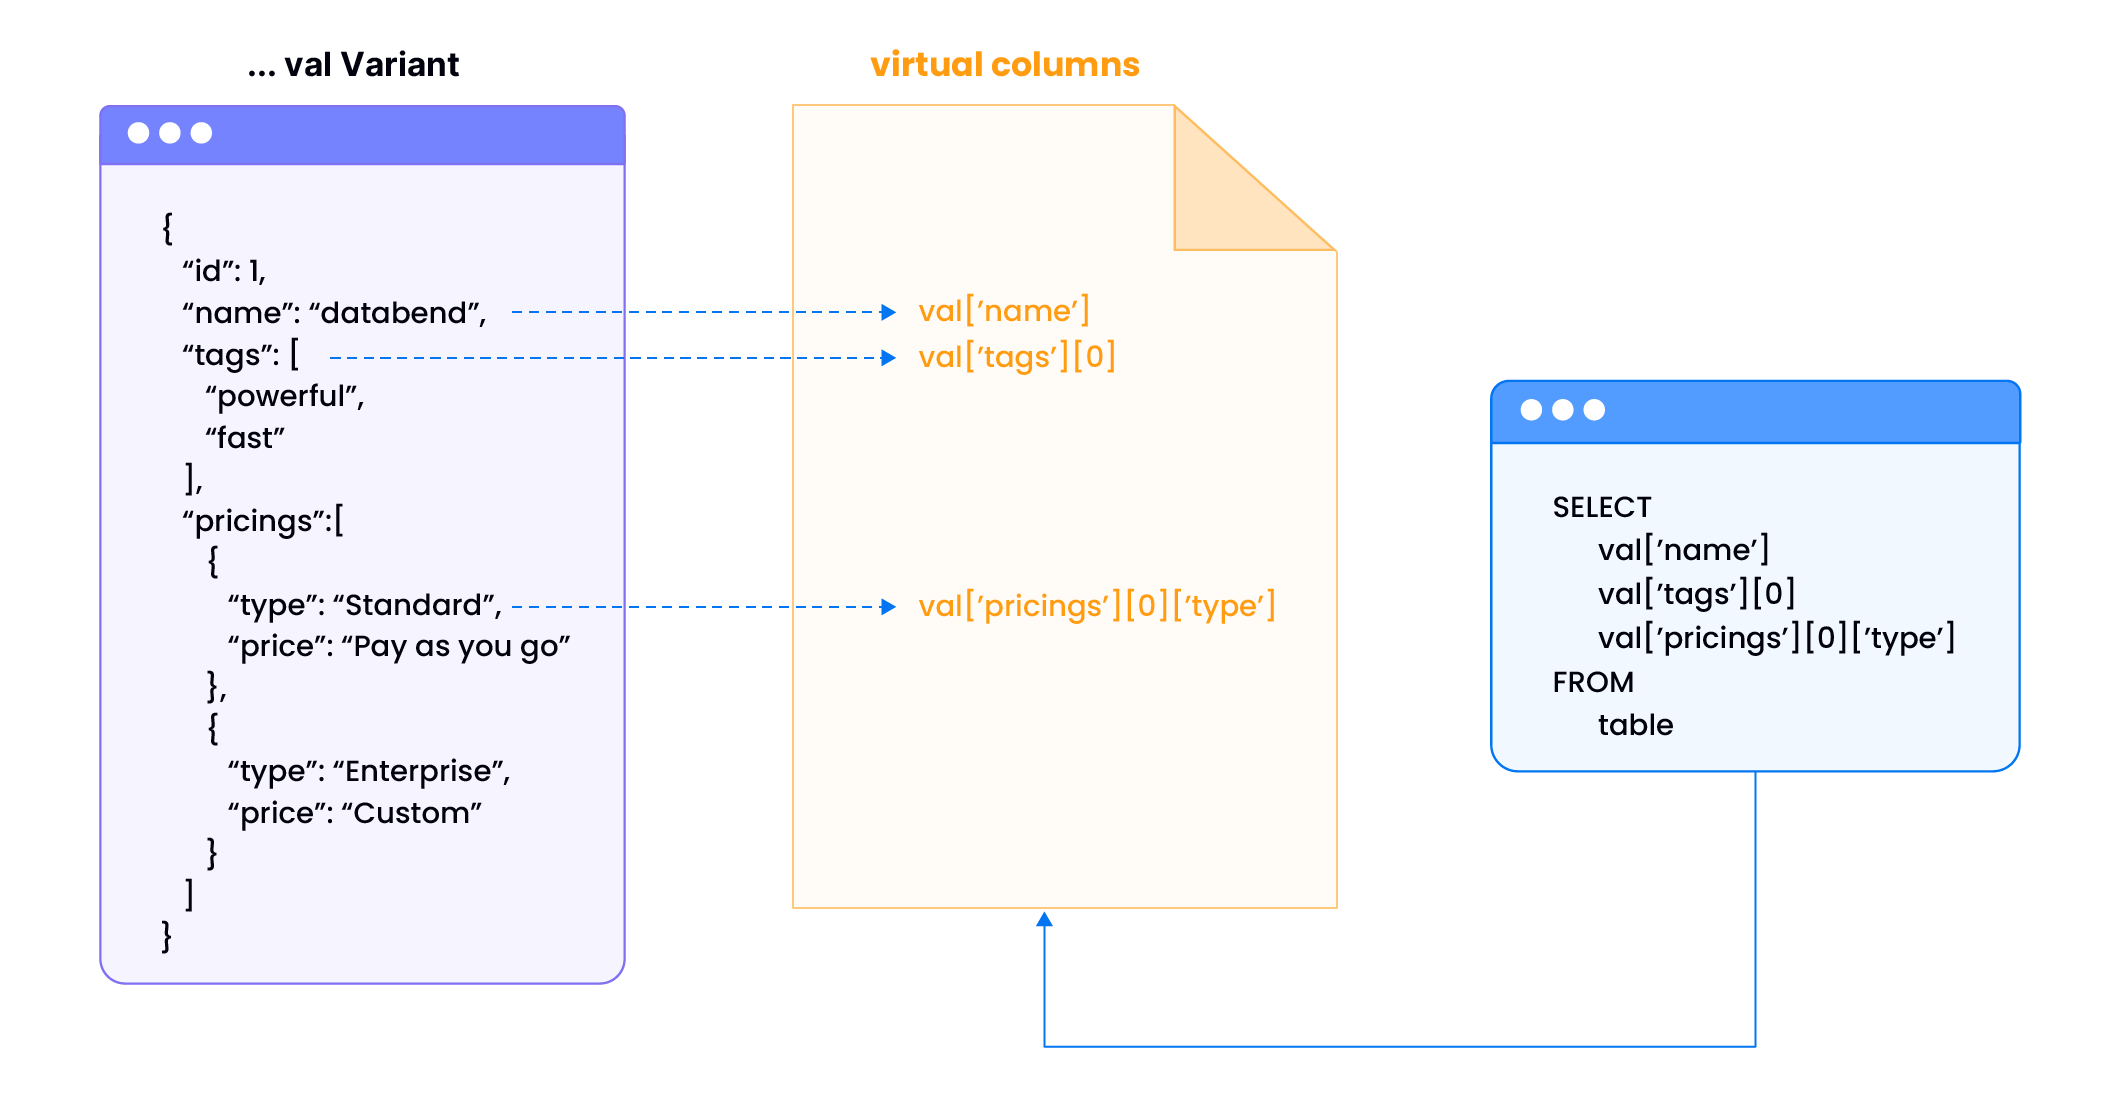 ... val Variant
{
“id”: 1,
“name”: “databend”,
“tags”: [
“powerful”,
“fast”
],
“pricings”:[
{
“type”: “Standard”,
“price”: “Pay as you go”
},
{
“type”: “Enterprise”,
“price”: “Custom”
}
]
}
virtual columns
val[’name’]
val[’tags’][0]
val[’pricings’][0][’type’]
SELECT
val[’name’]
val[’tags’][0]
val[’pricings’][0][’type’]
FROM
table